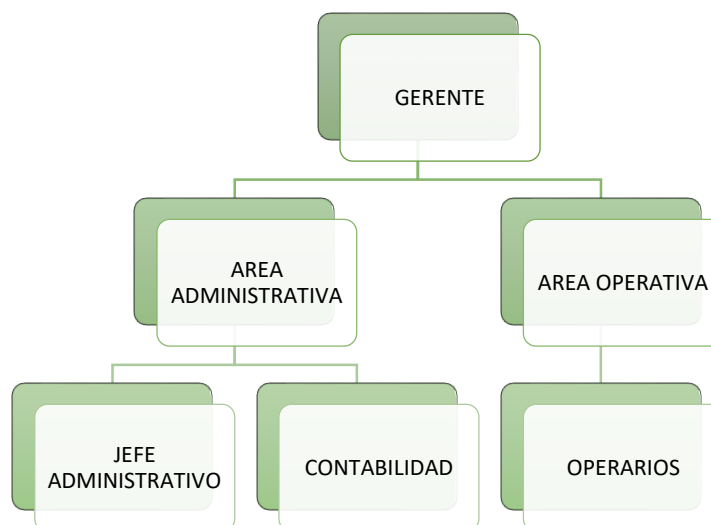 GERENTE
AREA
ADMINISTRATIVA
AREA OPERATIVA
JEFE
ADMINISTRATIVO
CONTABILIDAD
OPERARIOS